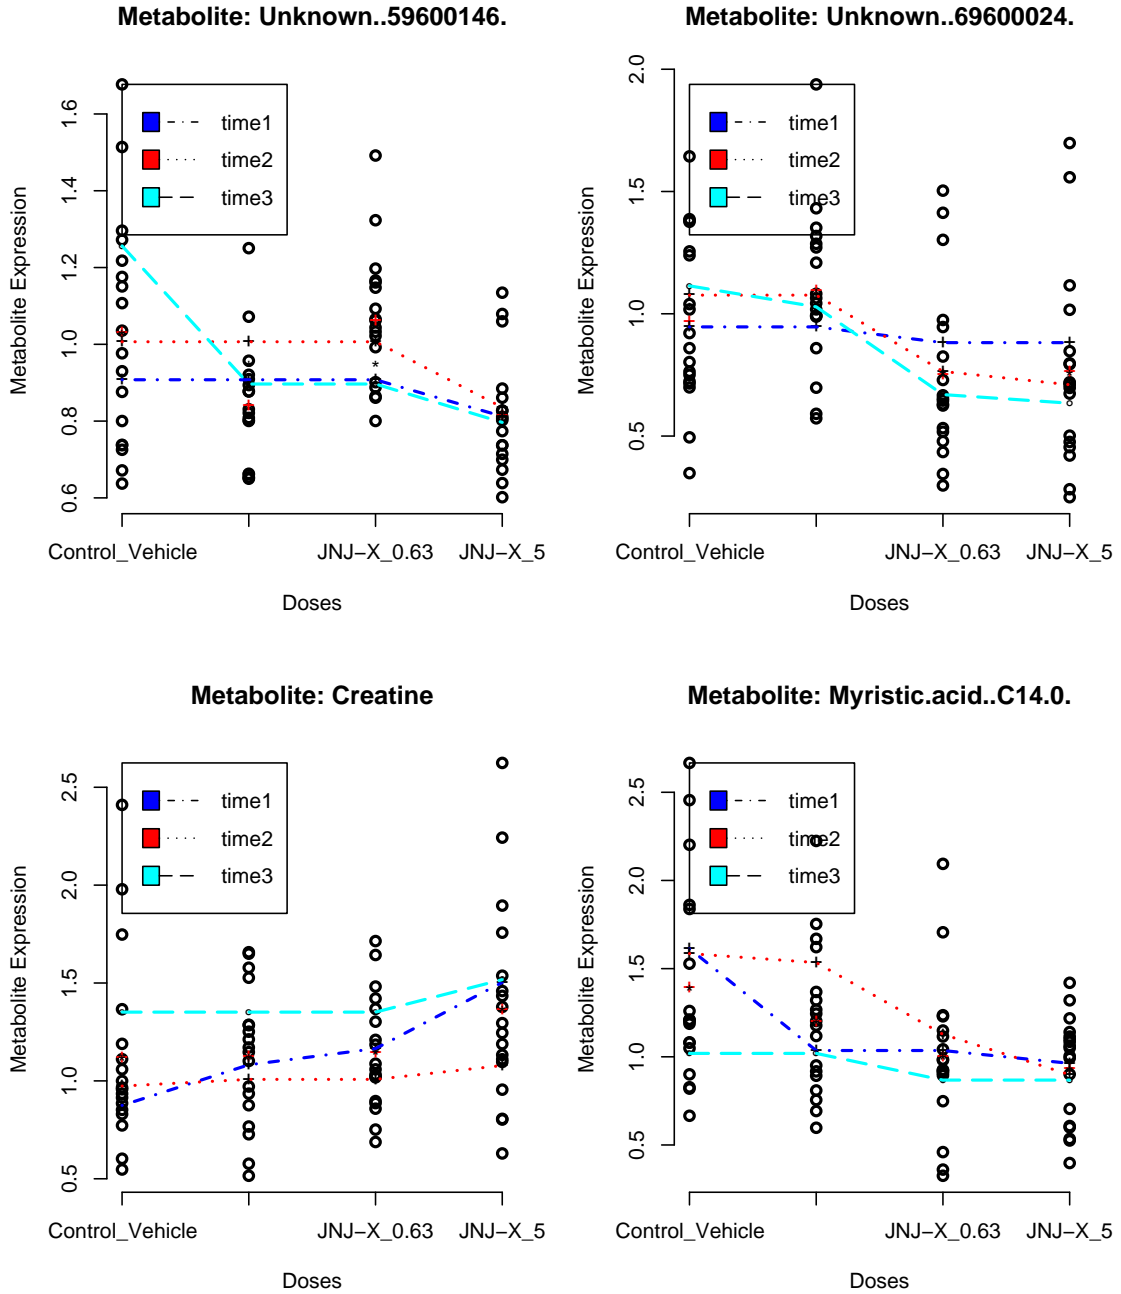 Metabolite: Unknown..59600146.
Metabolite Expression
0.6 0.8 1.0 1.2 1.4 1.6
time1
time2
time3
Control_Vehicle JNJ-X_0.63 JNJ-X_5
Doses
Metabolite: Unknown..69600024.
Metabolite Expression
0.5 1.0 1.5 2.0
time1
time2
time3
Control_Vehicle JNJ-X_0.63 JNJ-X_5
Doses
Metabolite: Creatine
Metabolite Expression
0.5 1.0 1.5 2.0 2.5
time1
time2
time3
Control_Vehicle JNJ-X_0.63 JNJ-X_5
Doses
Metabolite: Myristic.acid..C14.0.
Metabolite Expression
0.5 1.0 1.5 2.0 2.5
time1
time2
time3
Control_Vehicle JNJ-X_0.63 JNJ-X_5
Doses